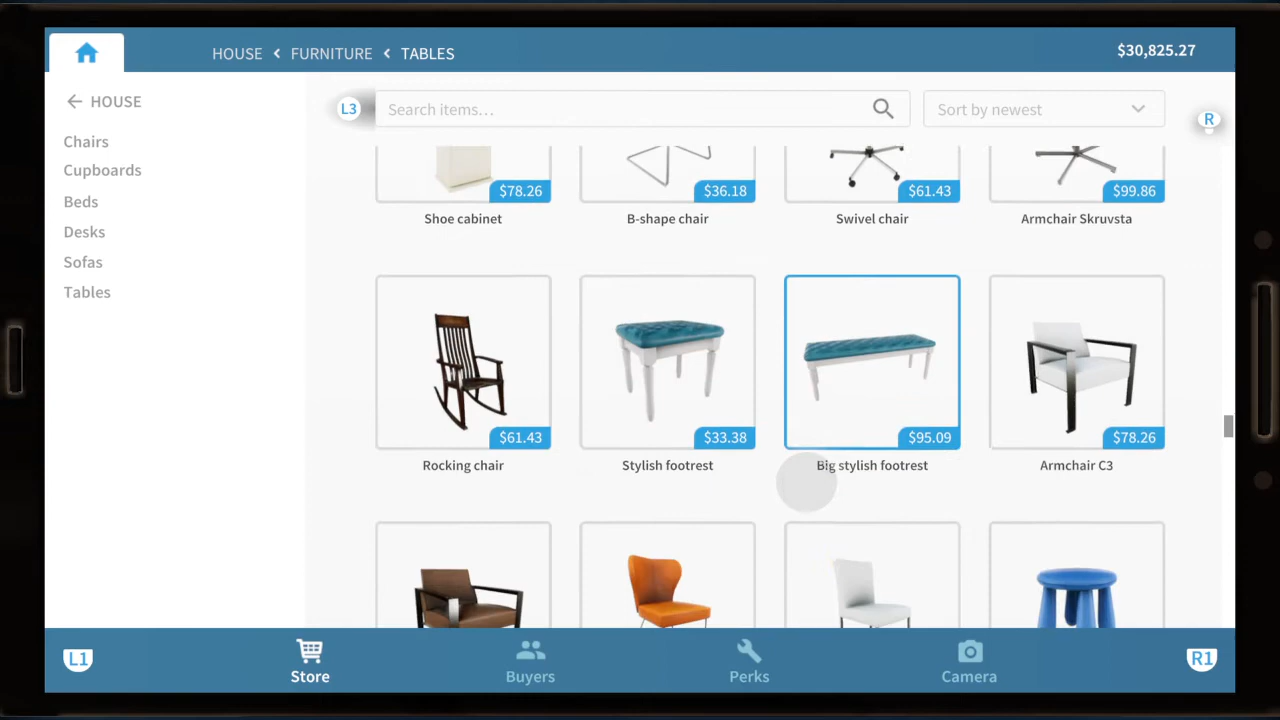 HOUSE < FURNITURE < TABLES
$30,825.27
HOUSE
Chairs
Cupboards
Beds
Desks
Sofas
Tables
L3
Search items...
Sort by newest
R
$78.26
$36.18
$61.43
$99.86
Shoe cabinet
B-shape chair
Swivel chair
Armchair Skruvsta
$61.43
$33.38
$95.09
$78.26
Rocking chair
Stylish footrest
Big stylish footrest
Armchair C3
L1
Store
Buyers
Perks
Camera
R1